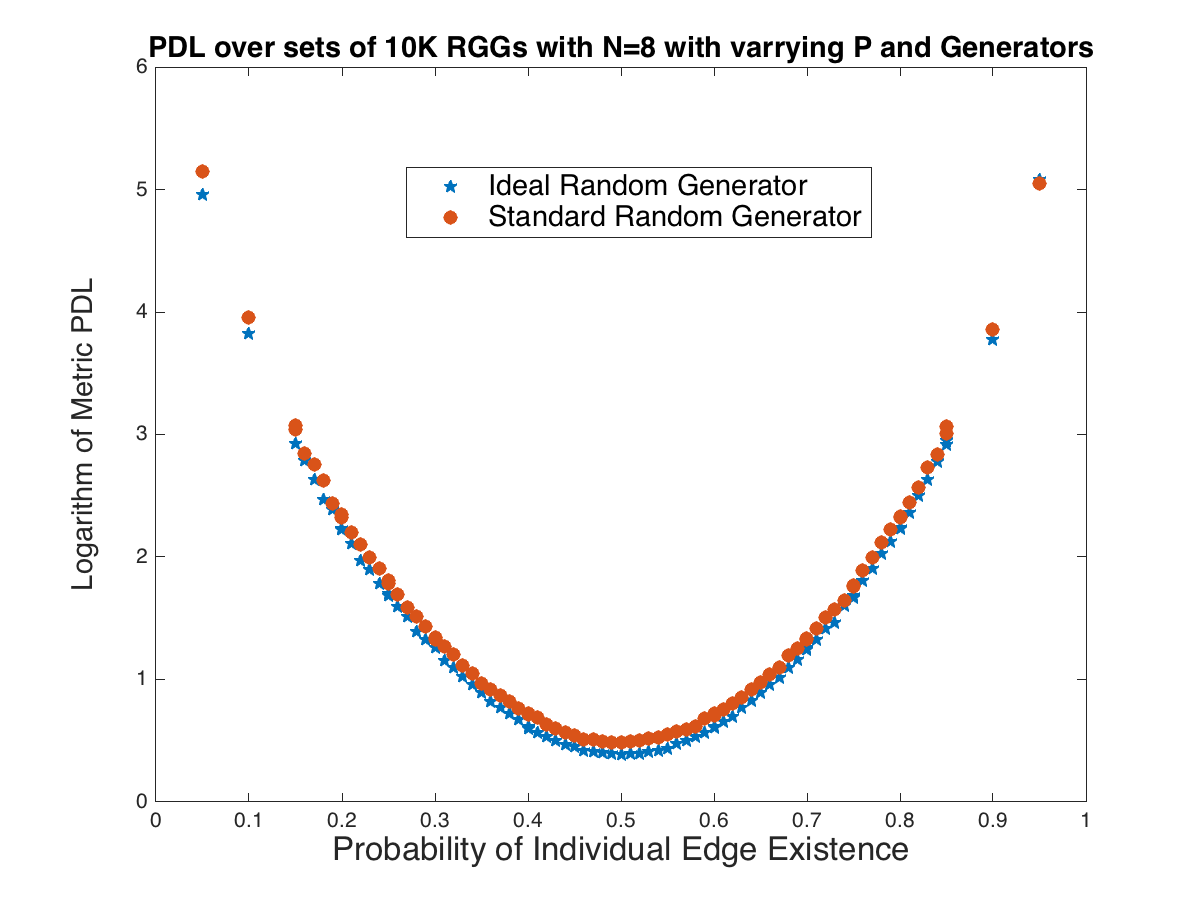 PDL over sets of 10K RGGs with N=8 with varrying P and Generators
6
5
4
3
2
1
0
Logarithm of Metric PDL
Ideal Random Generator
Standard Random Generator
0 0.1 0.2 0.3 0.4 0.5 0.6 0.7 0.8 0.9 1
Probability of Individual Edge Existence